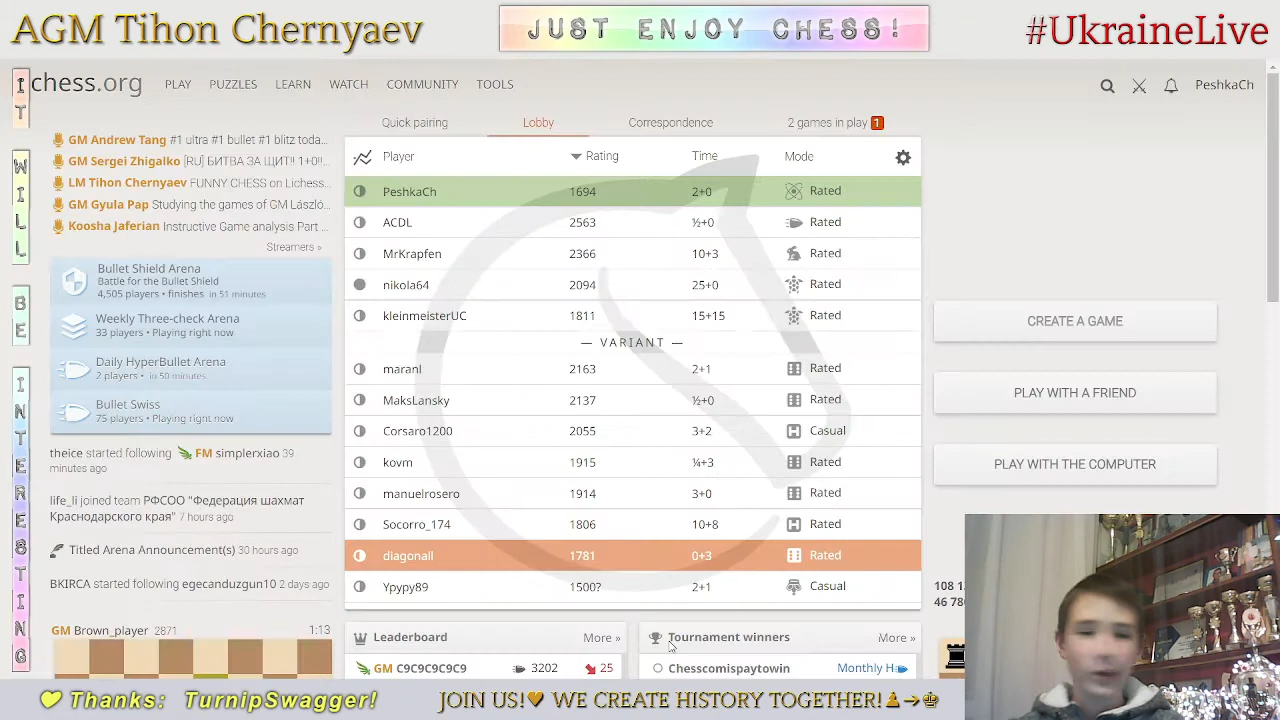 AGM Tihon Chernyaev
JUST ENJOY CHESS!
#UkraineLive
IT WILL BE INTERESTING
chess.org
PLAY PUZZLES LEARN WATCH COMMUNITY TOOLS
PeshkaCh
GM Andrew Tang #1 ultra #1 bullet #1 blitz toda...
GM Sergei Zhigalko [RU] БИТВА ЗА ЩИТ!! 1+0!...
LM Tihon Chernyaev FUNNY CHESS on Lichess...
GM Gyula Pap Studying the games of GM László...
Koosha Jaferian Instructive Game analysis Part ...
Streamers »
Bullet Shield Arena
Battle for the Bullet Shield
4,505 players • finishes in 51 minutes
Weekly Three-check Arena
33 players • Playing right now
Daily HyperBullet Arena
2 players • in 50 minutes
Bullet Swiss
75 players • Playing right now
theice started following FM simplerxiao 39
minutes ago
life_li joined team РФСОО "Федерация шахмат
Краснодарского края" 7 hours ago
Titled Arena Announcement(s) 30 hours ago
BKIRCA started following egecanduzgun10 2 days ago
GM Brown_player 2871 1:13
Quick pairing Lobby Correspondence 2 games in play 1
Player Rating Time Mode
PeshkaCh 1694 2+0 Rated
ACDL 2563 ½+0 Rated
MrKrapfen 2366 10+3 Rated
nikola64 2094 25+0 Rated
kleinmeisterUC 1811 15+15 Rated
— VARIANT —
maranl 2163 2+1 Rated
MaksLansky 2137 ½+0 Rated
Corsaro1200 2055 3+2 Casual
kovm 1915 ¼+3 Rated
manuelrosero 1914 3+0 Rated
Socorro_174 1806 10+8 Rated
diagonall 1781 0+3 Rated
Ypypy89 1500? 2+1 Casual
CREATE A GAME
PLAY WITH A FRIEND
PLAY WITH THE COMPUTER
Leaderboard More »
GM C9C9C9C9C9 3202 25
Tournament winners More »
Chesscomispaytowin Monthly H
Thanks: TurnipSwagger!
JOIN US! WE CREATE HISTORY TOGETHER!